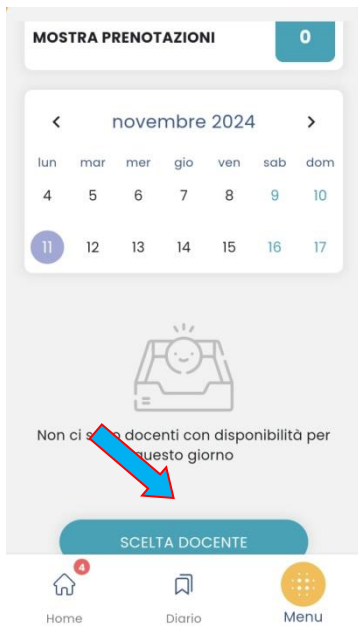 MOSTRA PRENOTAZIONI 0
< novembre 2024 >
lun mar mer gio ven sab dom
4 5 6 7 8 9 10
11 12 13 14 15 16 17
Non ci docenti con disponibilità per
questo giorno
SCELTA DOCENTE
4
Home Diario Menu